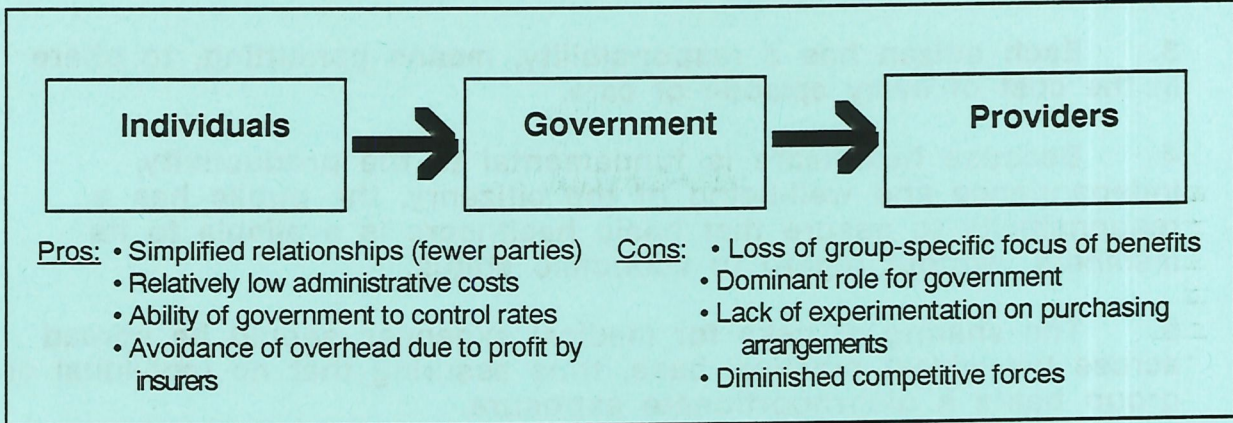 Individuals
Government
Providers
Pros: • Simplified relationships (fewer parties)
• Relatively low administrative costs
• Ability of government to control rates
• Avoidance of overhead due to profit by
insurers
Cons: • Loss of group-specific focus of benefits
• Dominant role for government
• Lack of experimentation on purchasing
arrangements
• Diminished competitive forces